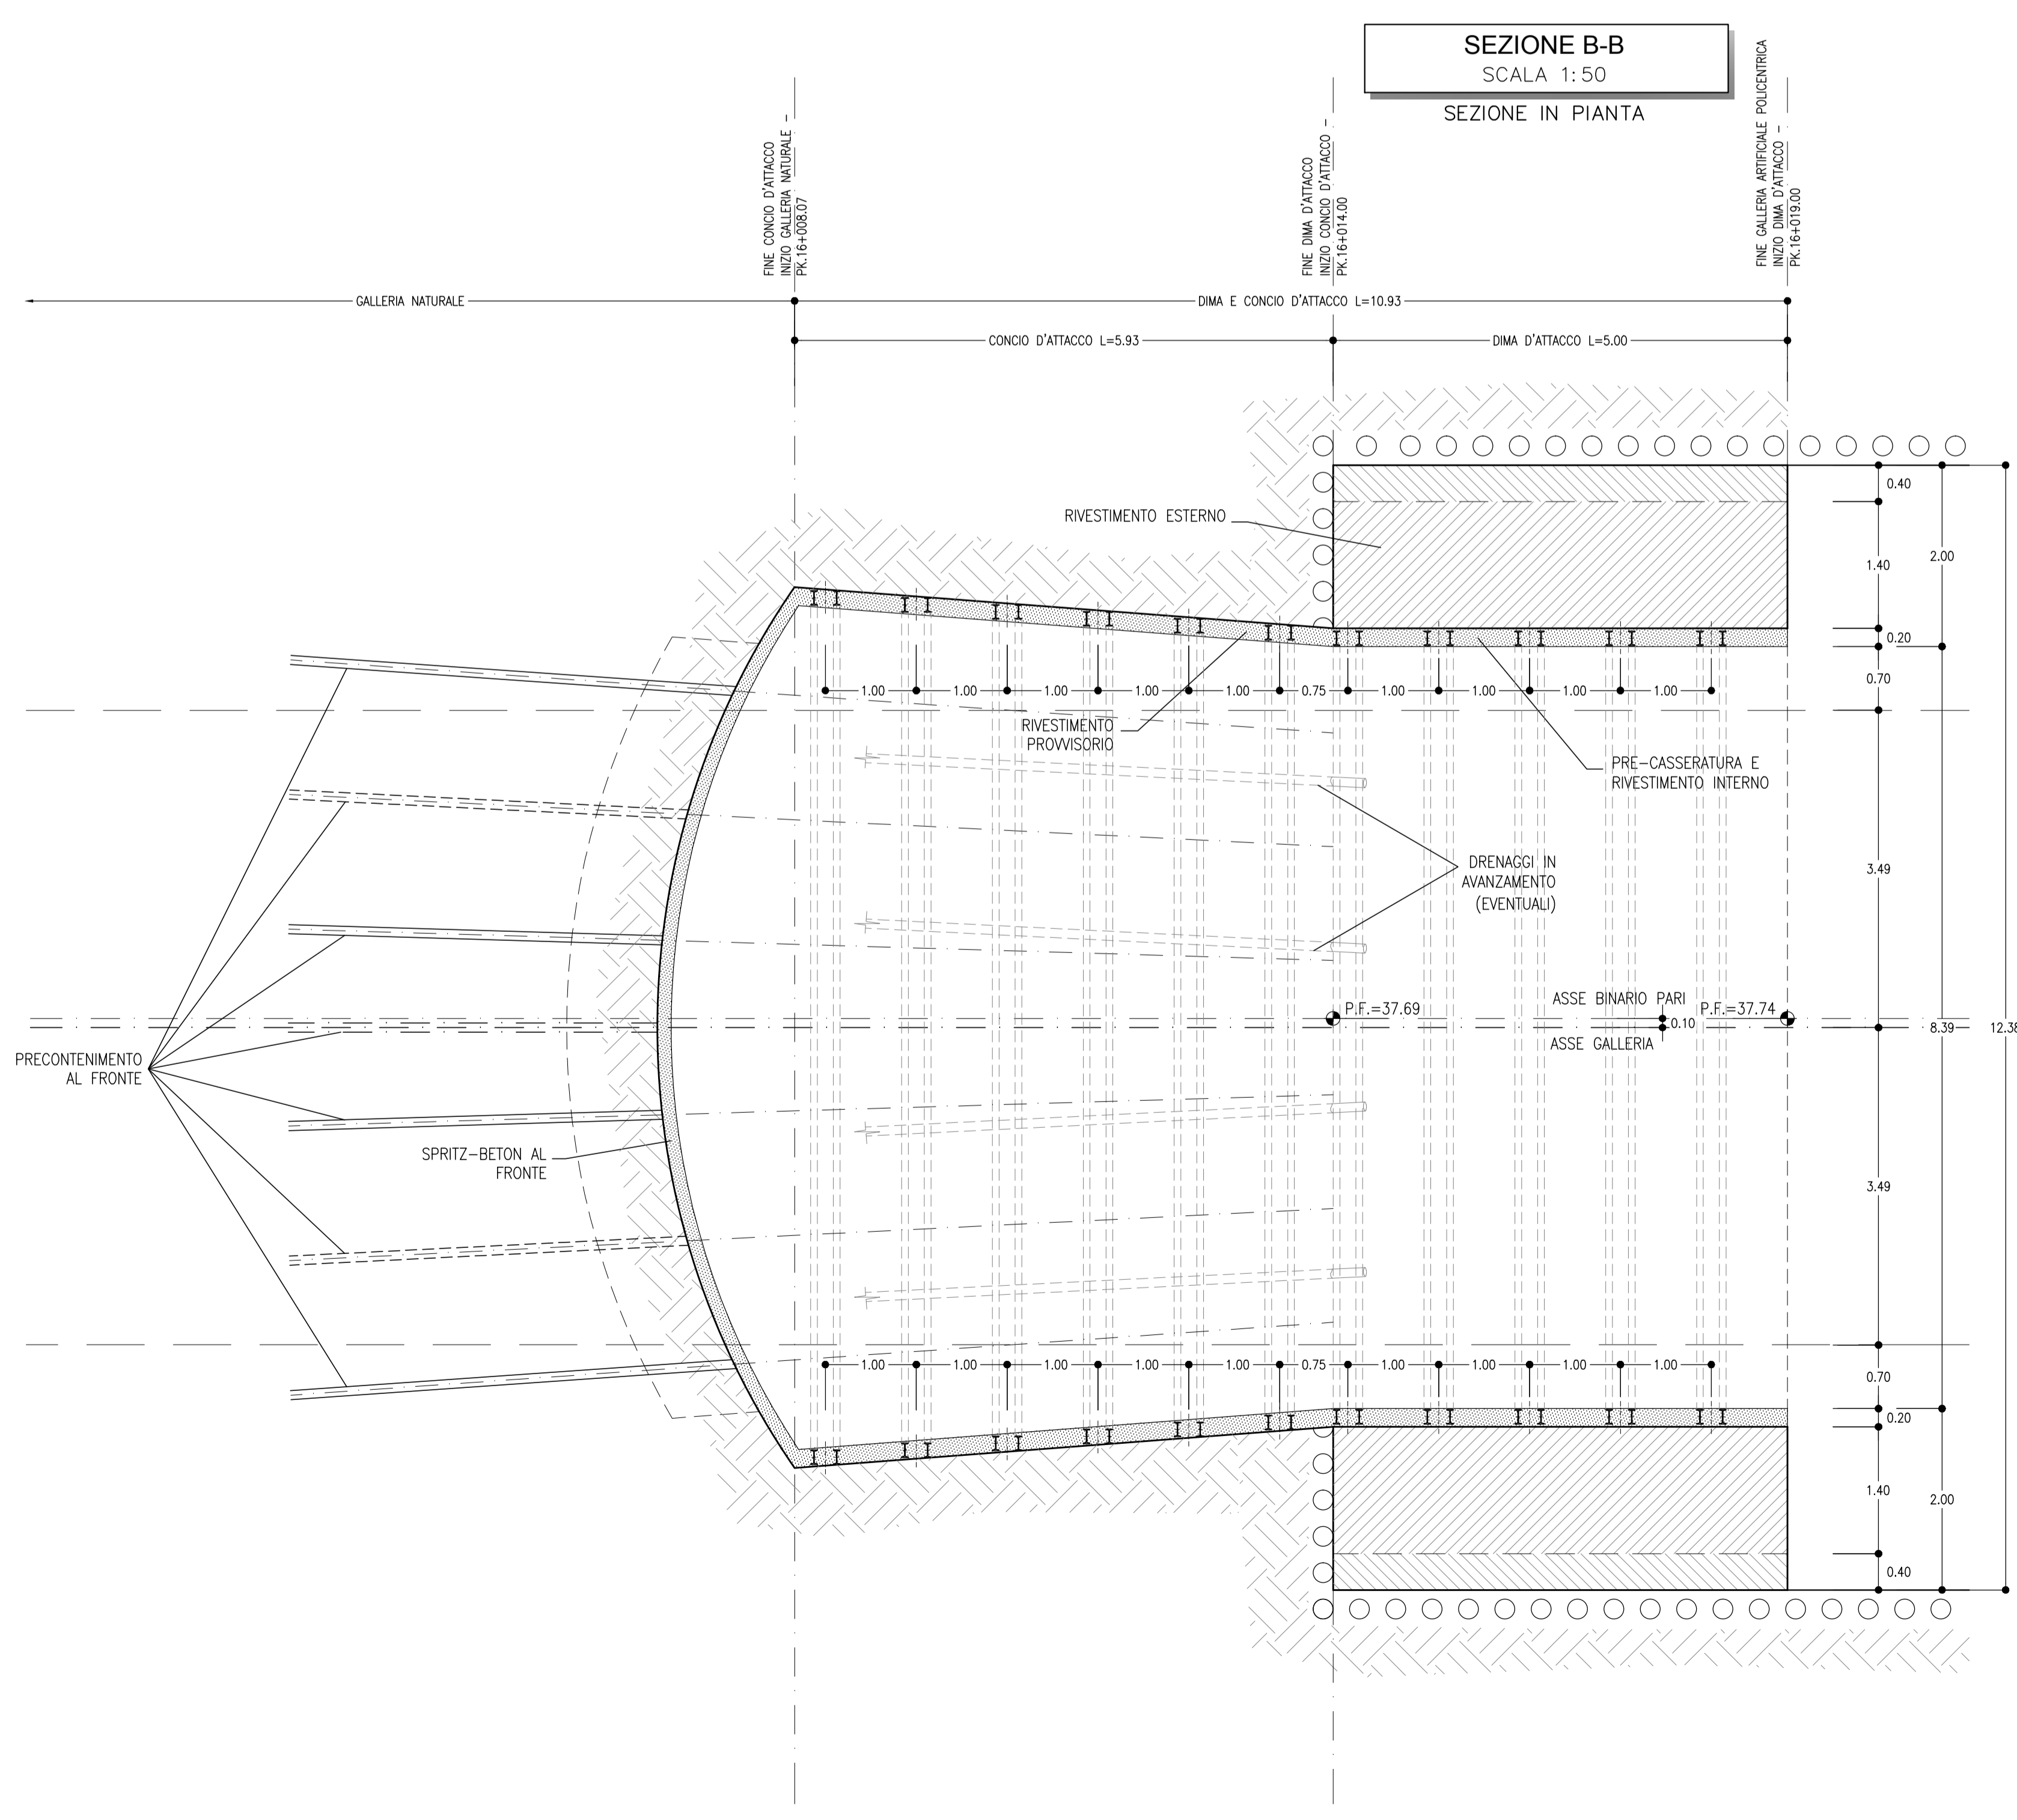 SEZIONE B-B
SCALA 1:50
SEZIONE IN PIANTA
FINE CONCIO D'ATTACCO
INIZIO GALLERIA NATURALE -
PK.16+008.07
FINE DIMA D'ATTACCO
INIZIO CONCIO D'ATTACCO -
PK.16+014.00
FINE GALLERIA ARTIFICIALE POLICENTRICA
INIZIO DIMA D'ATTACCO -
PK.16+019.00
GALLERIA NATURALE
DIMA E CONCIO D'ATTACCO L=10.93
CONCIO D'ATTACCO L=5.93
DIMA D'ATTACCO L=5.00
RIVESTIMENTO ESTERNO
0.40
1.40
2.00
0.20
0.70
1.00
1.00
1.00
1.00
1.00
0.75
1.00
1.00
1.00
1.00
RIVESTIMENTO
PROVVISORIO
PRE-CASSERATURA E
RIVESTIMENTO INTERNO
DRENAGGI IN
AVANZAMENTO
(EVENTUALI)
3.49
P.F.=37.69
ASSE BINARIO PARI
P.F.=37.74
0.10
ASSE GALLERIA
8.39
12.38
PRECONTENIMENTO
AL FRONTE
SPRITZ-BETON AL
FRONTE
3.49
1.00
1.00
1.00
1.00
1.00
0.75
1.00
1.00
1.00
1.00
0.70
0.20
1.40
2.00
0.40